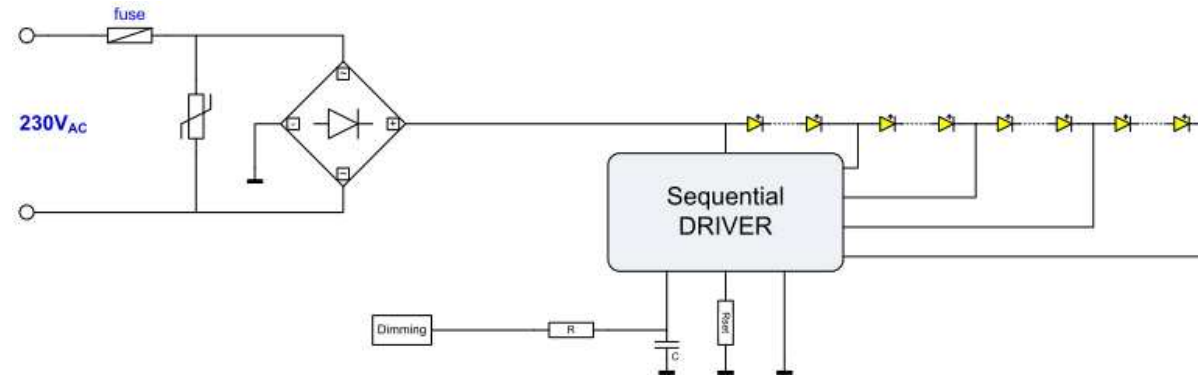 fuse
230VAC
~
-
+
~
Sequential
DRIVER
Dimming
R
Rset
C